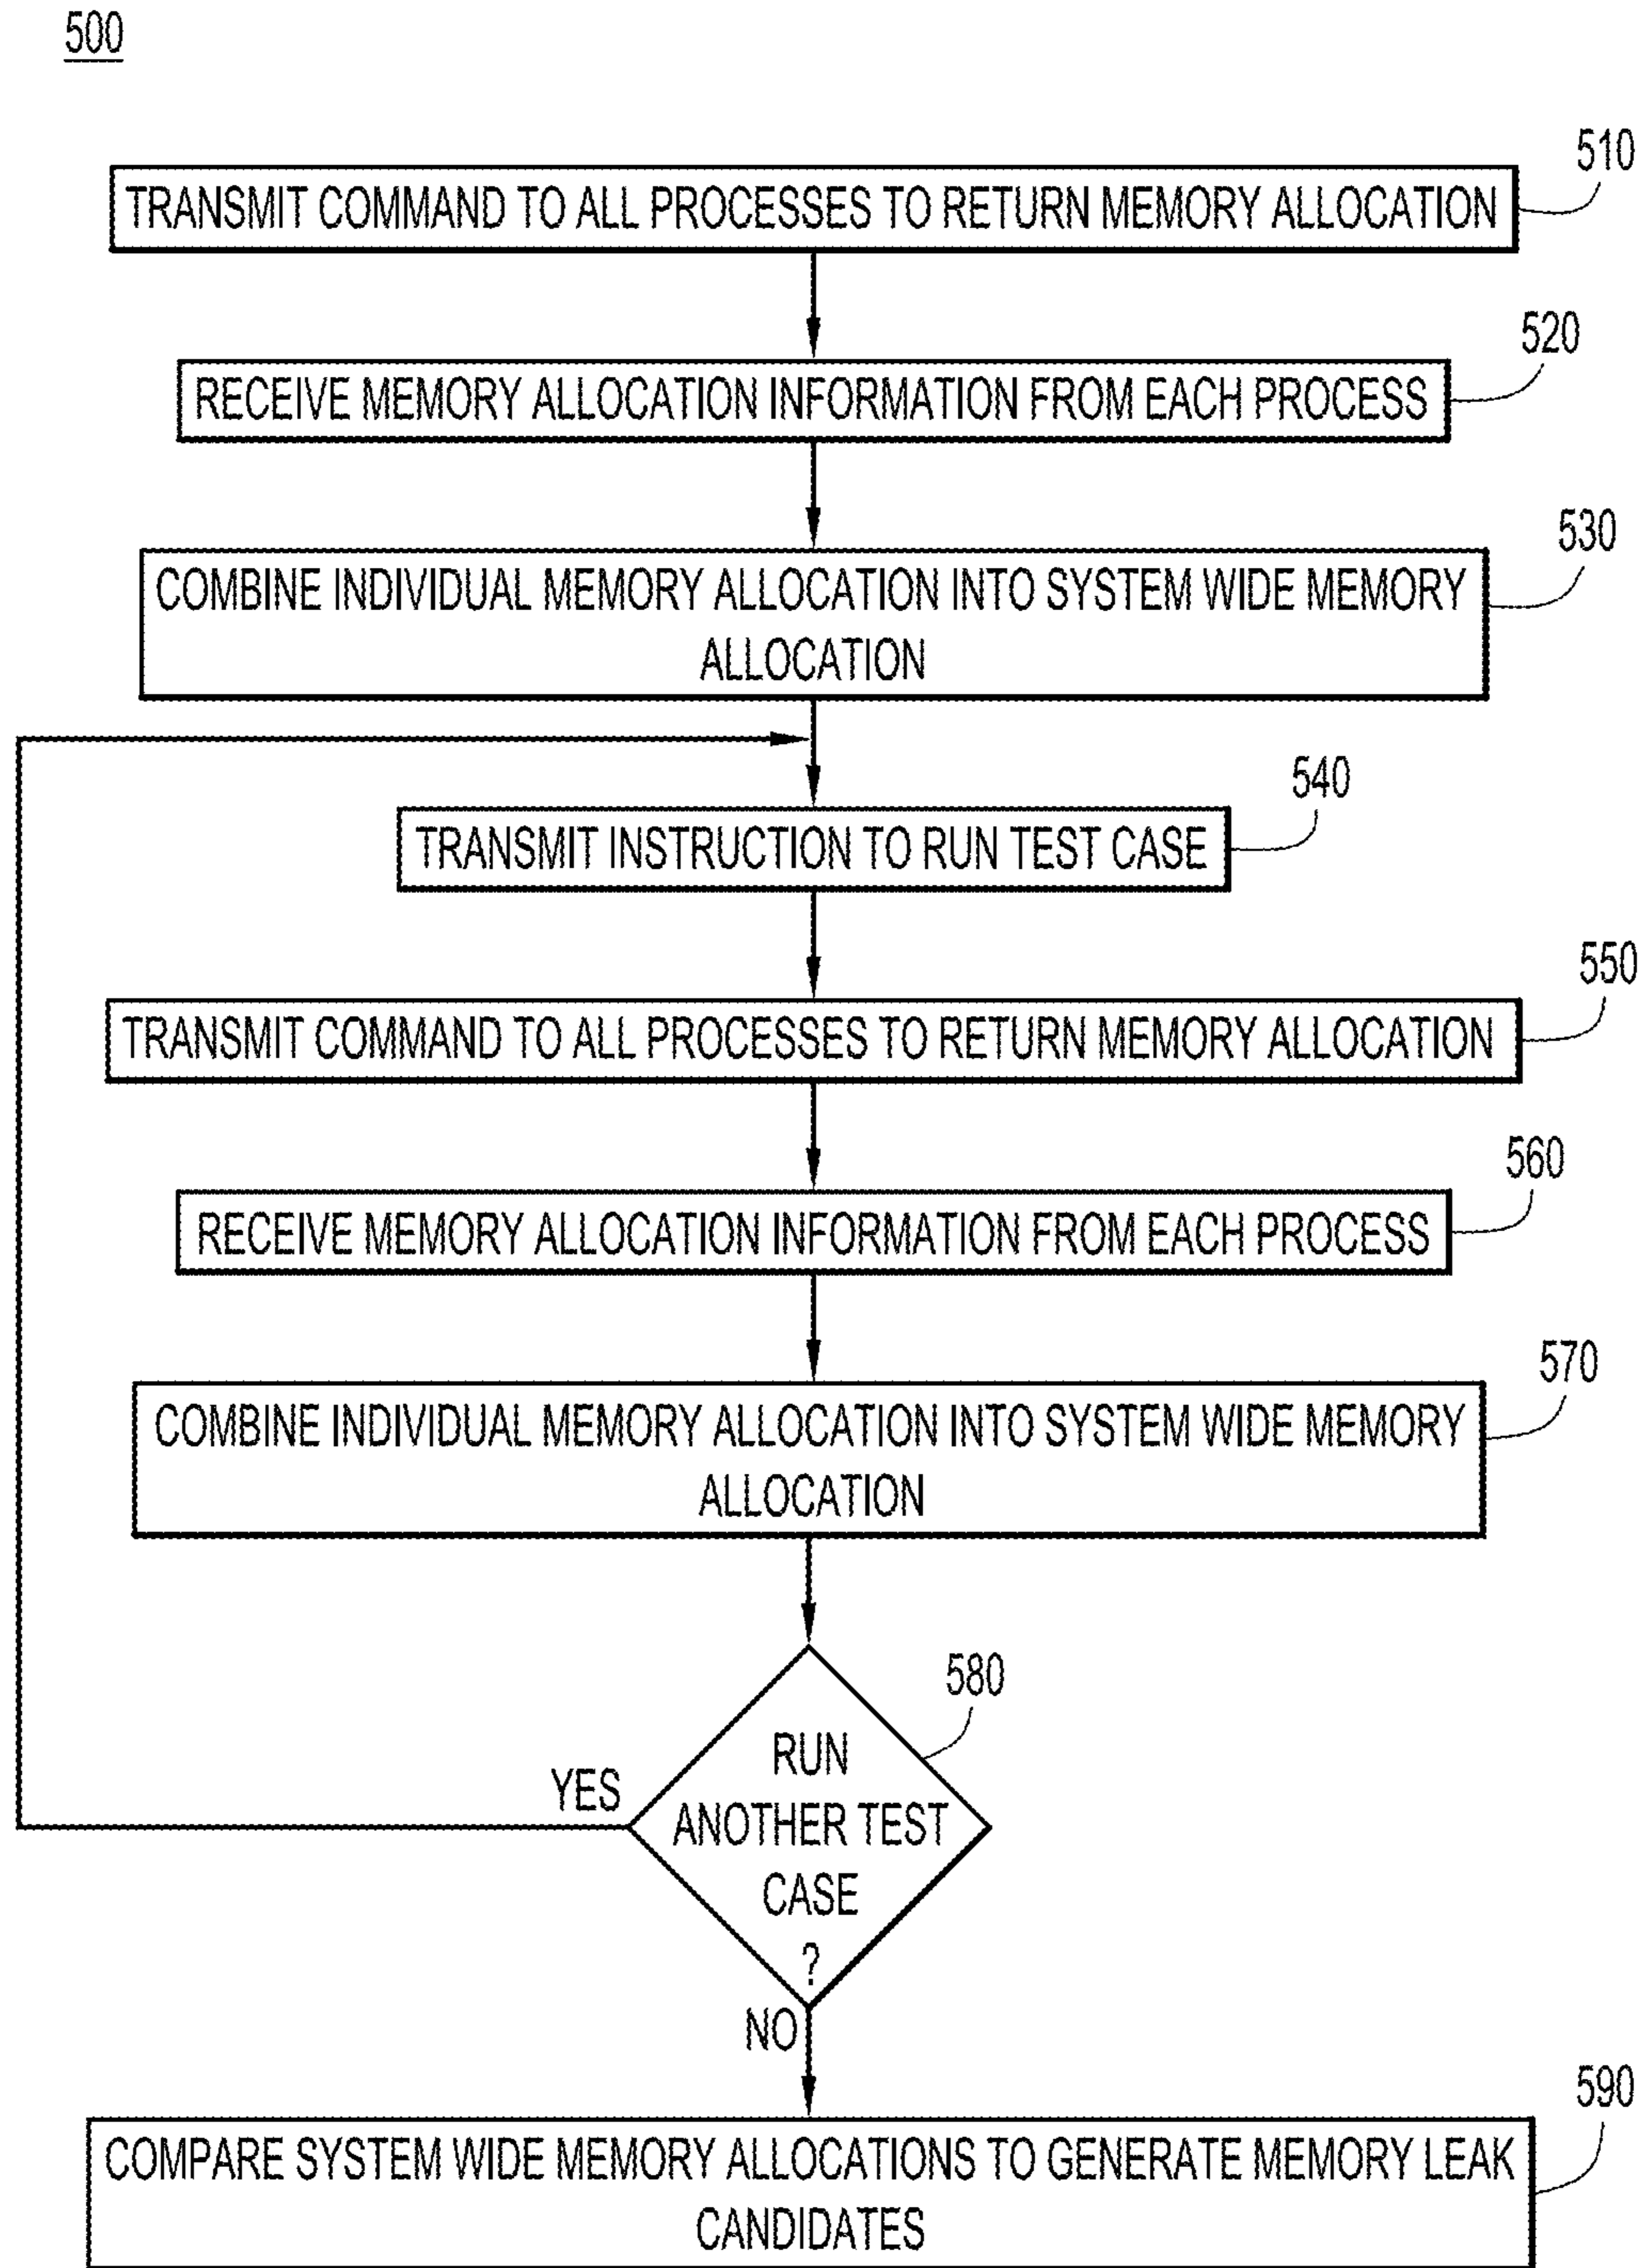 500
510
TRANSMIT COMMAND TO ALL PROCESSES TO RETURN MEMORY ALLOCATION
520
RECEIVE MEMORY ALLOCATION INFORMATION FROM EACH PROCESS
530
COMBINE INDIVIDUAL MEMORY ALLOCATION INTO SYSTEM WIDE MEMORY
ALLOCATION
540
TRANSMIT INSTRUCTION TO RUN TEST CASE
550
TRANSMIT COMMAND TO ALL PROCESSES TO RETURN MEMORY ALLOCATION
560
RECEIVE MEMORY ALLOCATION INFORMATION FROM EACH PROCESS
570
COMBINE INDIVIDUAL MEMORY ALLOCATION INTO SYSTEM WIDE MEMORY
ALLOCATION
580
YES
RUN
ANOTHER TEST
CASE
?
NO
590
COMPARE SYSTEM WIDE MEMORY ALLOCATIONS TO GENERATE MEMORY LEAK
CANDIDATES